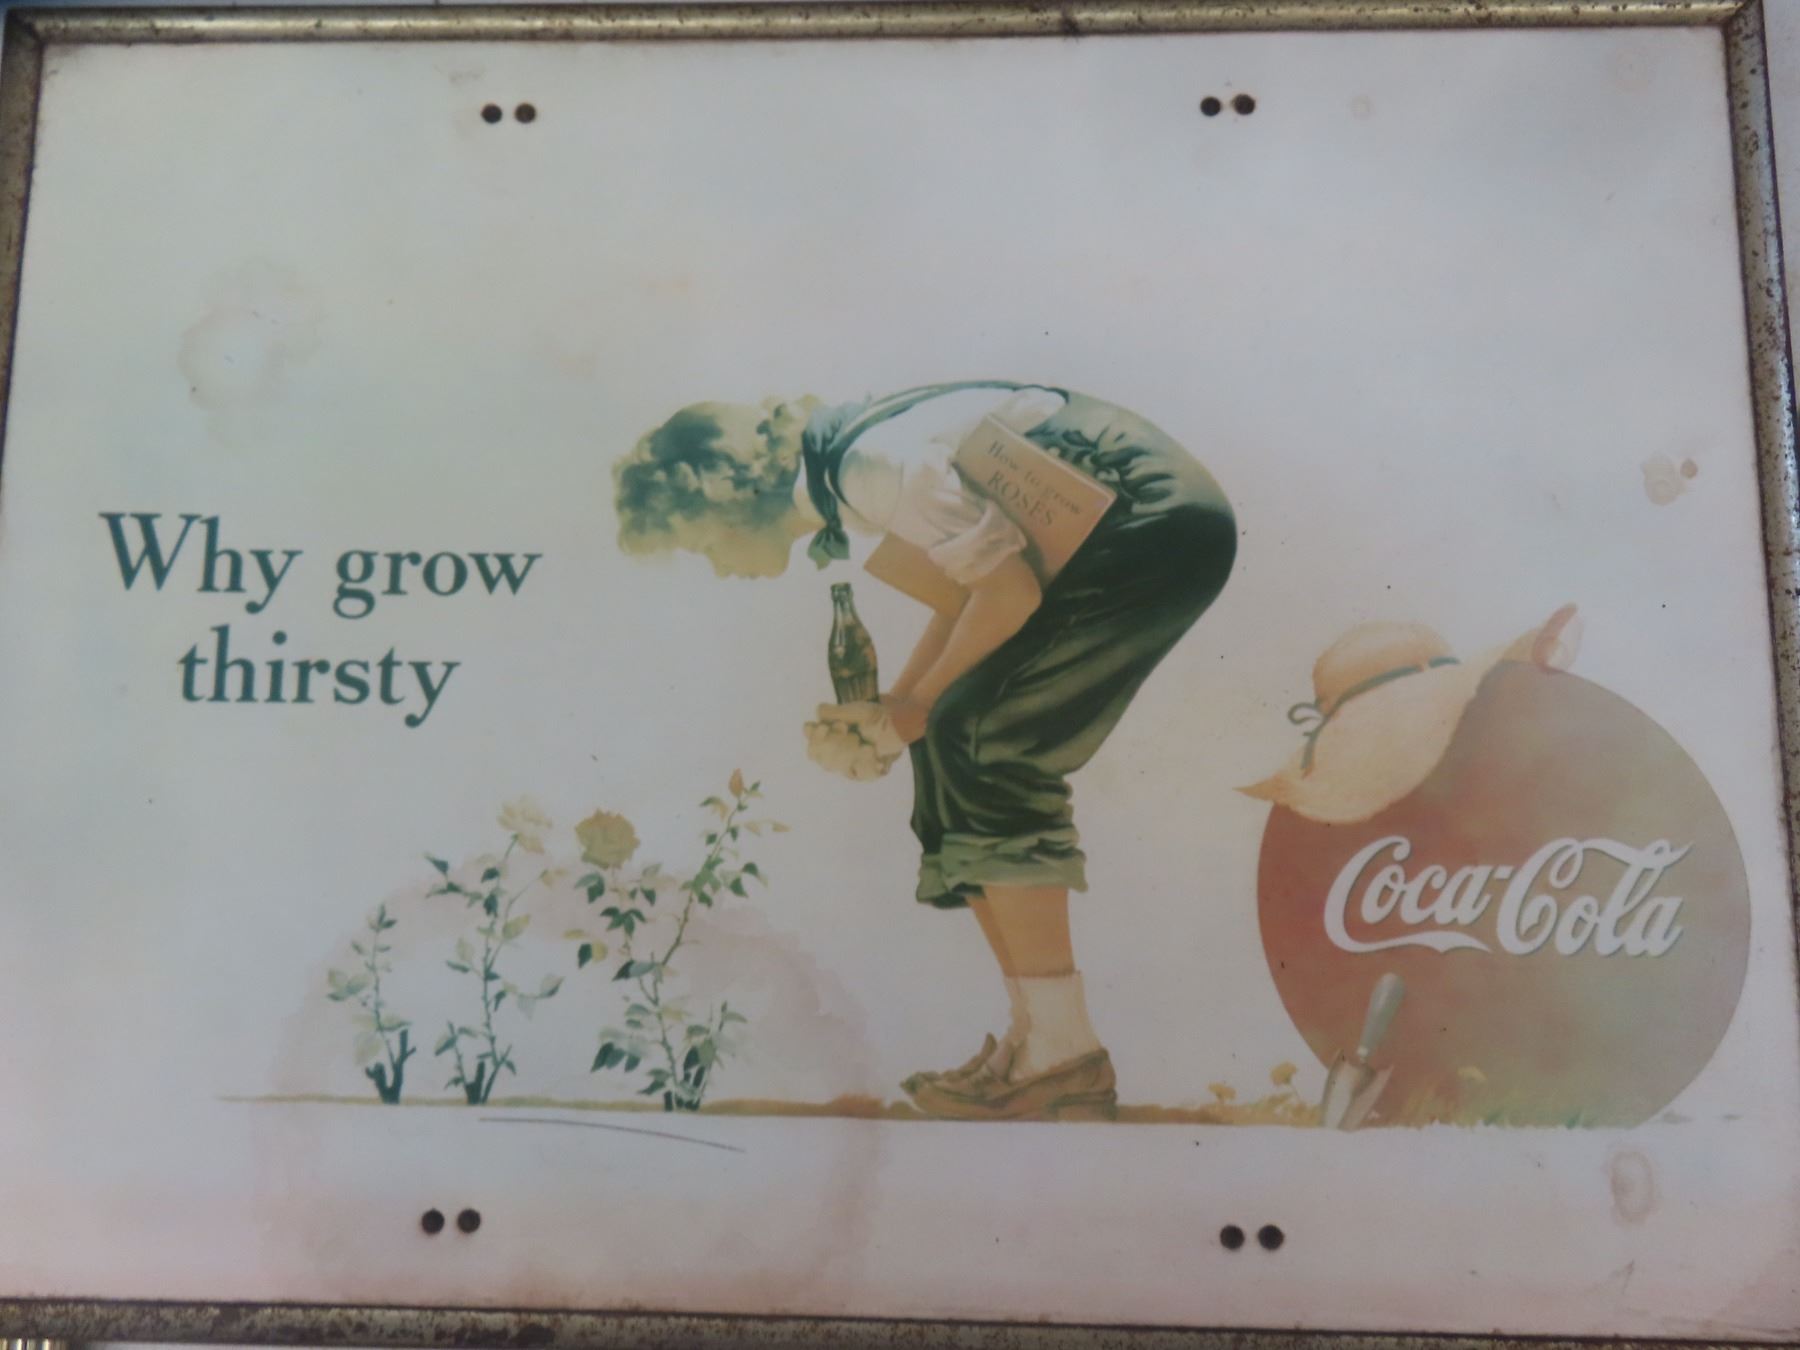 Why grow
thirsty
How to grow
ROSES
Coca-Cola